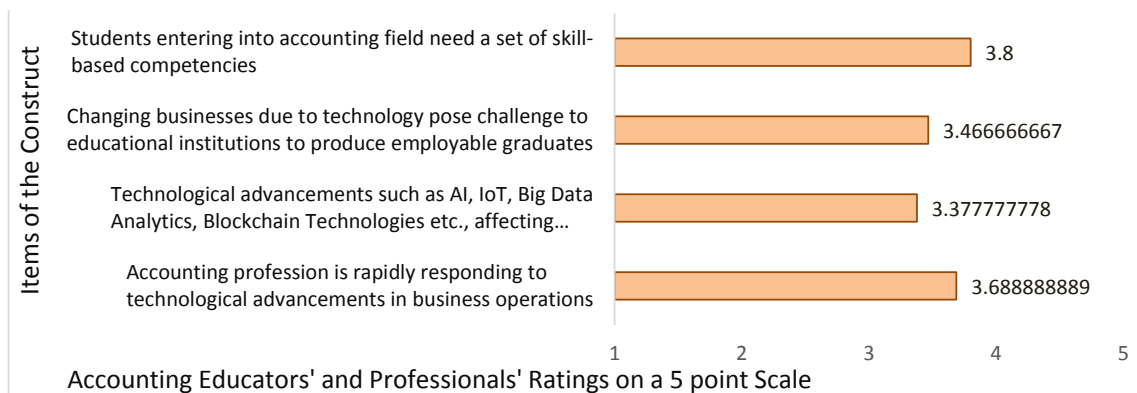 Items of the Construct
Students entering into accounting field need a set of skill-
based competencies
3.8
Changing businesses due to technology pose challenge to
educational institutions to produce employable graduates
3.466666667
Technological advancements such as AI, IoT, Big Data
Analytics, Blockchain Technologies etc., affecting...
3.377777778
Accounting profession is rapidly responding to
technological advancements in business operations
3.688888889
1 2 3 4 5
Accounting Educators' and Professionals' Ratings on a 5 point Scale